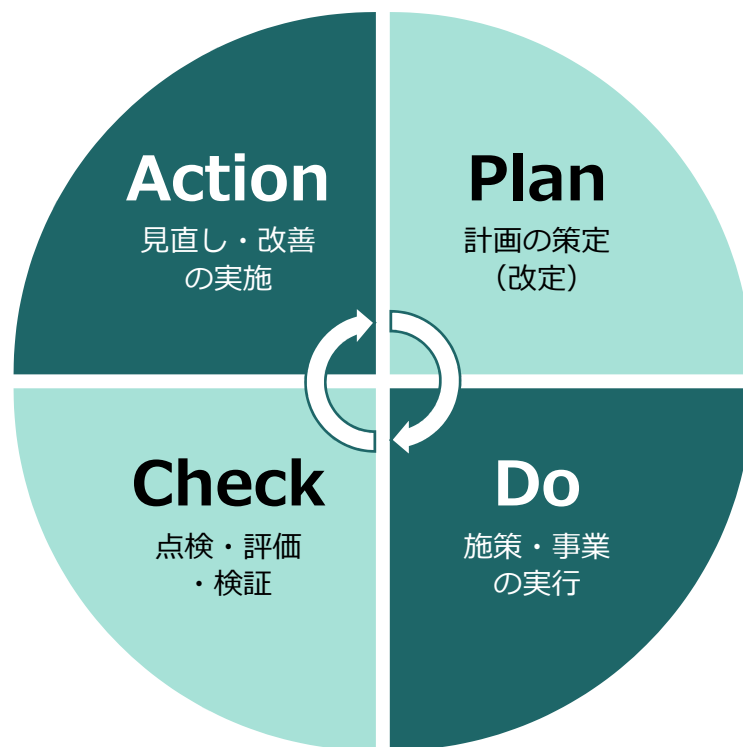 Action
見直し・改善
の実施
Plan
計画の策定
（改定）
Check
点検・評価
・検証
Do
施策・事業
の実行